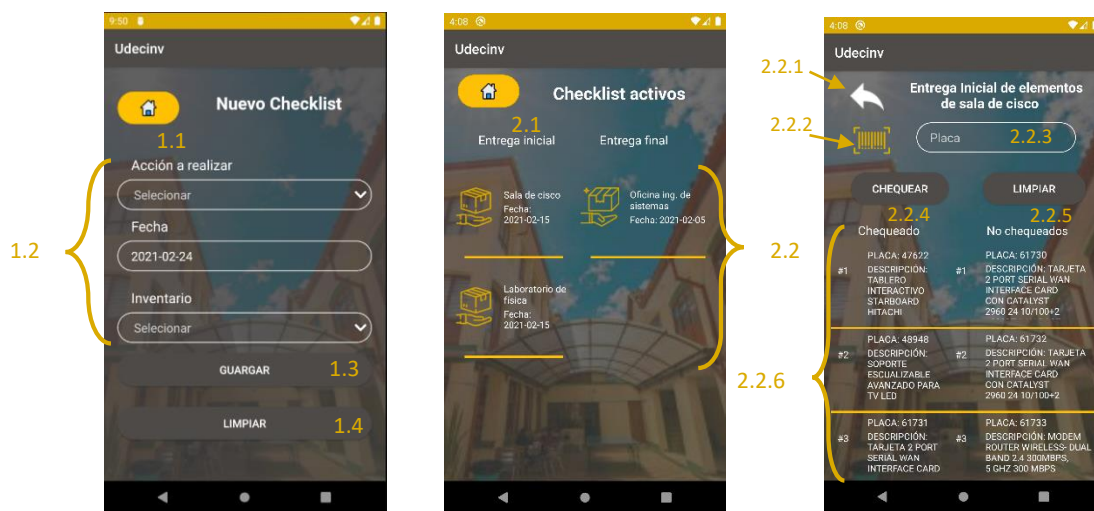 9:50
Udecinv
Nuevo Checklist
1.1
1.2
Acción a realizar
Selecionar
Fecha
2021-02-24
Inventario
Selecionar
GUARGAR
1.3
LIMPIAR
1.4
4:08
Udecinv
Checklist activos
2.1
Entrega inicial
Entrega final
Sala de cisco
Fecha:
2021-02-15
Oficina ing. de
sistemas
Fecha: 2021-02-05
Laboratorio de
física
Fecha:
2021-02-15
2.2
4:08
Udecinv
2.2.1
Entrega Inicial de elementos
de sala de cisco
2.2.2
Placa
2.2.3
CHEQUEAR
2.2.4
LIMPIAR
2.2.5
2.2.6
Chequeado
No chequeados
#1
PLACA: 47622
DESCRIPCIÓN:
TABLERO
INTERACTIVO
STARBOARD
HITACHI
#1
PLACA: 61730
DESCRIPCIÓN: TARJETA
2 PORT SERIAL WAN
INTERFACE CARD
CON CATALYST
2960 24 10/100+2
#2
PLACA: 48948
DESCRIPCIÓN:
SOPORTE
ESCUALIZABLE
AVANZADO PARA
TV LED
#2
PLACA: 61732
DESCRIPCIÓN: TARJETA
2 PORT SERIAL WAN
INTERFACE CARD
CON CATALYST
2960 24 10/100+2
#3
PLACA: 61731
DESCRIPCIÓN:
TARJETA 2 PORT
SERIAL WAN
INTERFACE CARD
#3
PLACA: 61733
DESCRIPCIÓN: MODEM
ROUTER WIRELESS- DUAL
BAND 2.4 300MBPS,
5 GHZ 300 MBPS